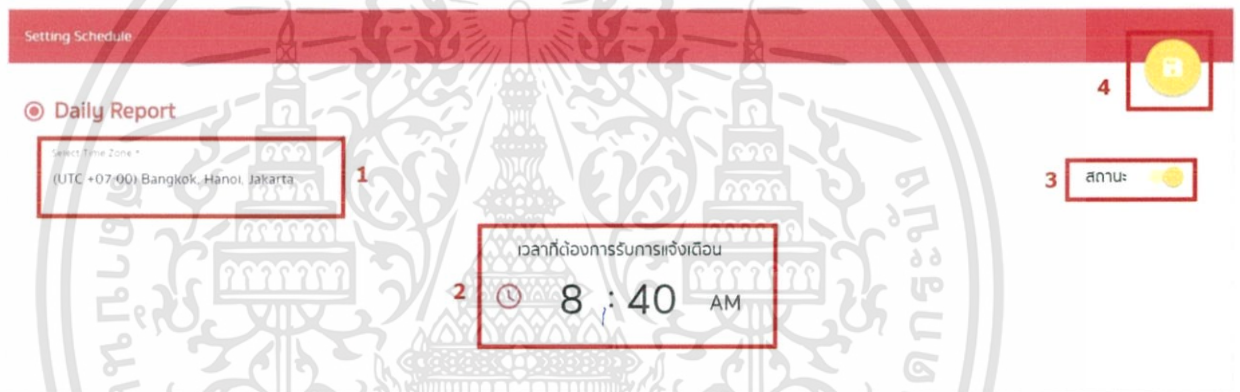 Setting Schedule
4
Daily Report
Select Time Zone *
(UTC +07:00) Bangkok, Hanoi, Jakarta
1
3
สถานะ
เวลาที่ต้องการรับการแจ้งเตือน
2
8 : 40 AM